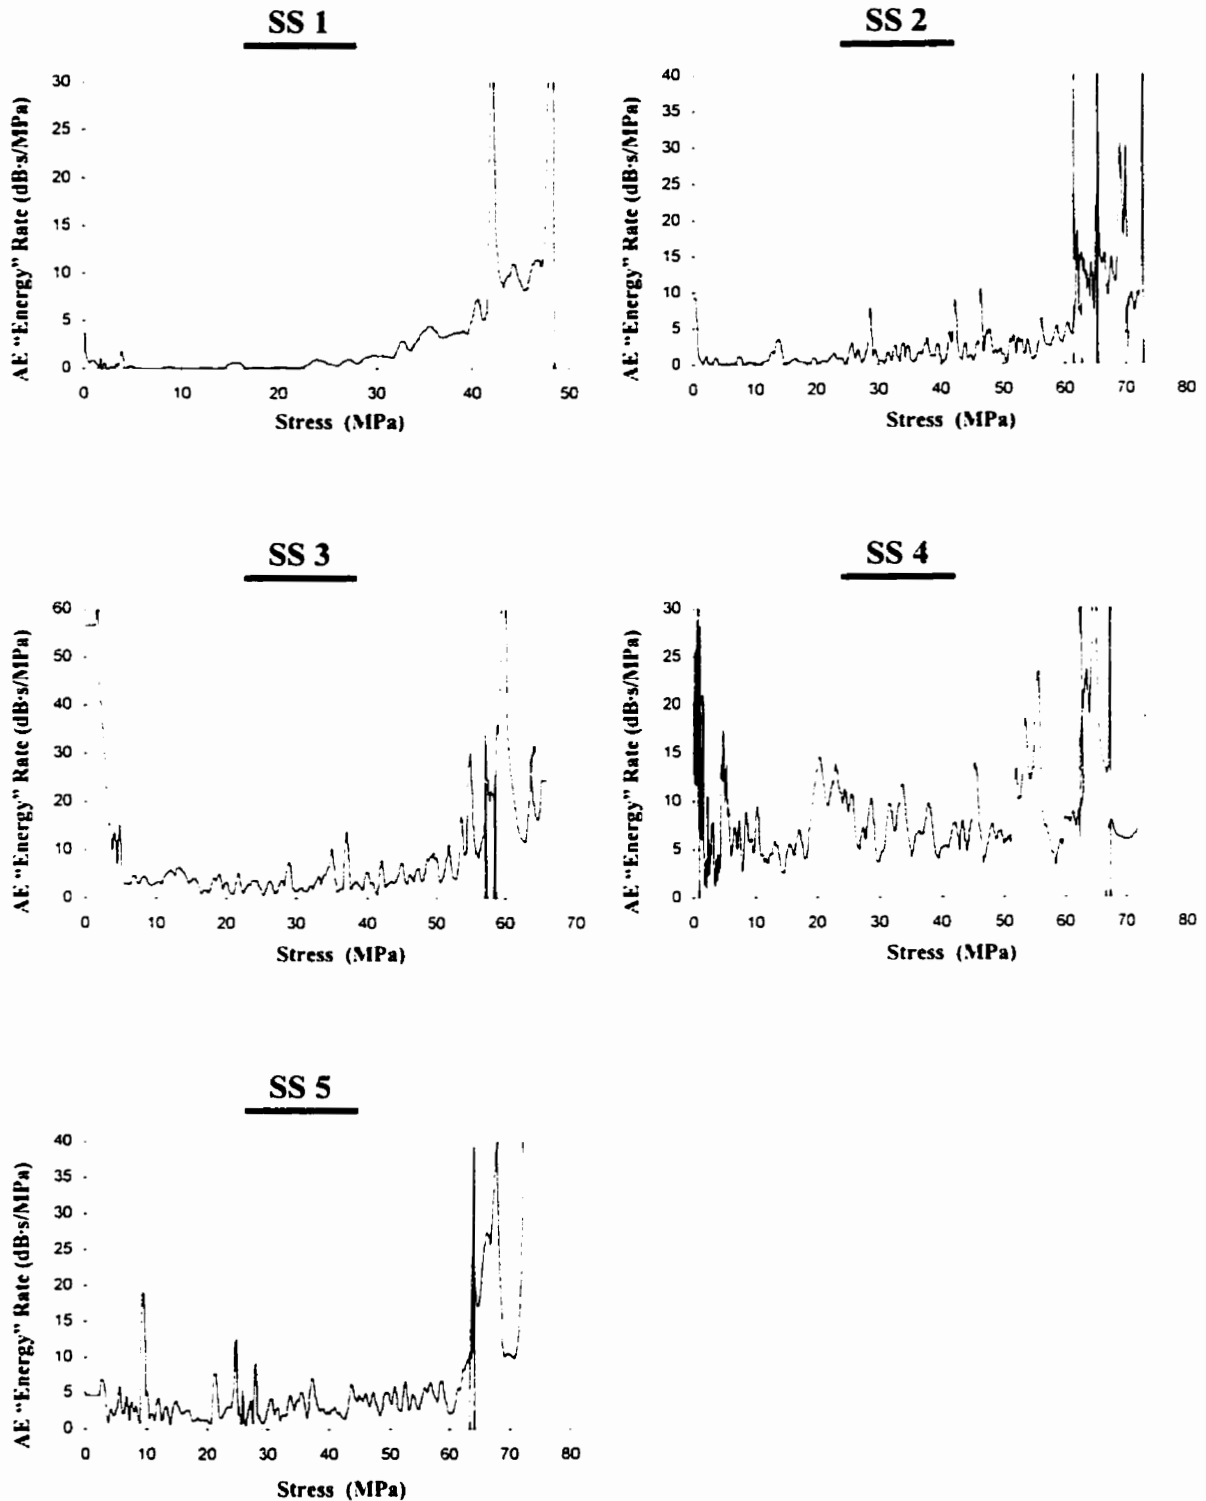 SS 1
AE “Energy” Rate (dB·s/MPa)
30
25
20
15
10
5
0
0 10 20 30 40 50
Stress (MPa)
SS 2
AE “Energy” Rate (dB·s/MPa)
40
35
30
25
20
15
10
5
0
0 10 20 30 40 50 60 70 80
Stress (MPa)
SS 3
AE “Energy” Rate (dB·s/MPa)
60
50
40
30
20
10
0
0 10 20 30 40 50 60 70
Stress (MPa)
SS 4
AE “Energy” Rate (dB·s/MPa)
30
25
20
15
10
5
0
0 10 20 30 40 50 60 70 80
Stress (MPa)
SS 5
AE “Energy” Rate (dB·s/MPa)
40
35
30
25
20
15
10
5
0
0 10 20 30 40 50 60 70 80
Stress (MPa)